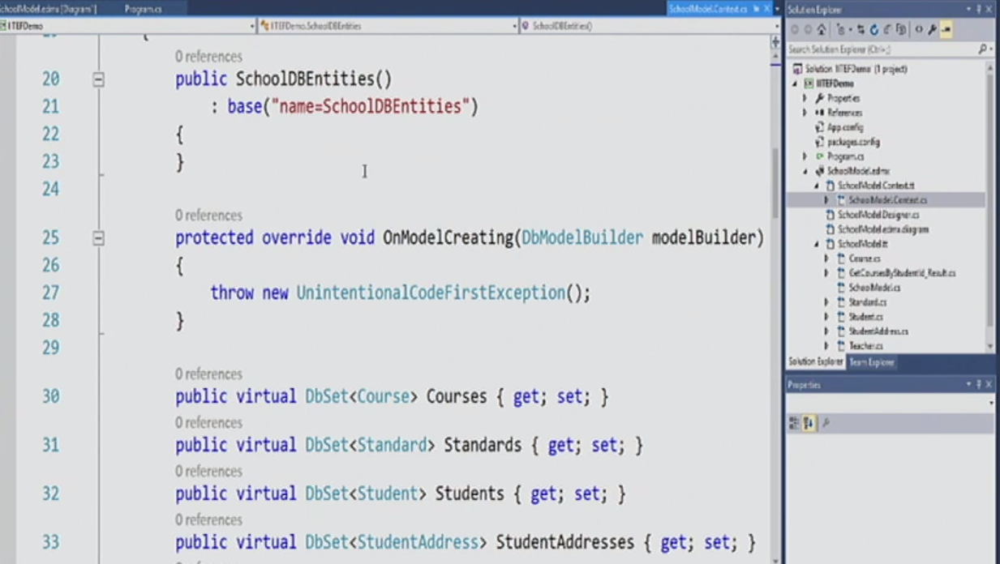 SchoolModel.edmx [Diagram*]
Program.cs
SchoolModel.Context.cs
IITEFDemo
IITEFDemo.SchoolDBEntities
SchoolDBEntities()
{
0 references
20 public SchoolDBEntities()
21 : base("name=SchoolDBEntities")
22 {
23 }
24
0 references
25 protected override void OnModelCreating(DbModelBuilder modelBuilder)
26 {
27 throw new UnintentionalCodeFirstException();
28 }
29
0 references
30 public virtual DbSet<Course> Courses { get; set; }
0 references
31 public virtual DbSet<Standard> Standards { get; set; }
0 references
32 public virtual DbSet<Student> Students { get; set; }
0 references
33 public virtual DbSet<StudentAddress> StudentAddresses { get; set; }
Solution Explorer
Search Solution Explorer (Ctrl+;)
Solution 'IITEFDemo' (1 project)
IITEFDemo
Properties
References
App.config
packages.config
Program.cs
SchoolModel.edmx
SchoolModel.Context.tt
SchoolModel.Context.cs
SchoolModel.Designer.cs
SchoolModel.edmx.diagram
SchoolModel.tt
Course.cs
GetCoursesByStudentId_Result.cs
SchoolModel.cs
Standard.cs
Student.cs
StudentAddress.cs
Teacher.cs
Solution Explorer
Team Explorer
Properties